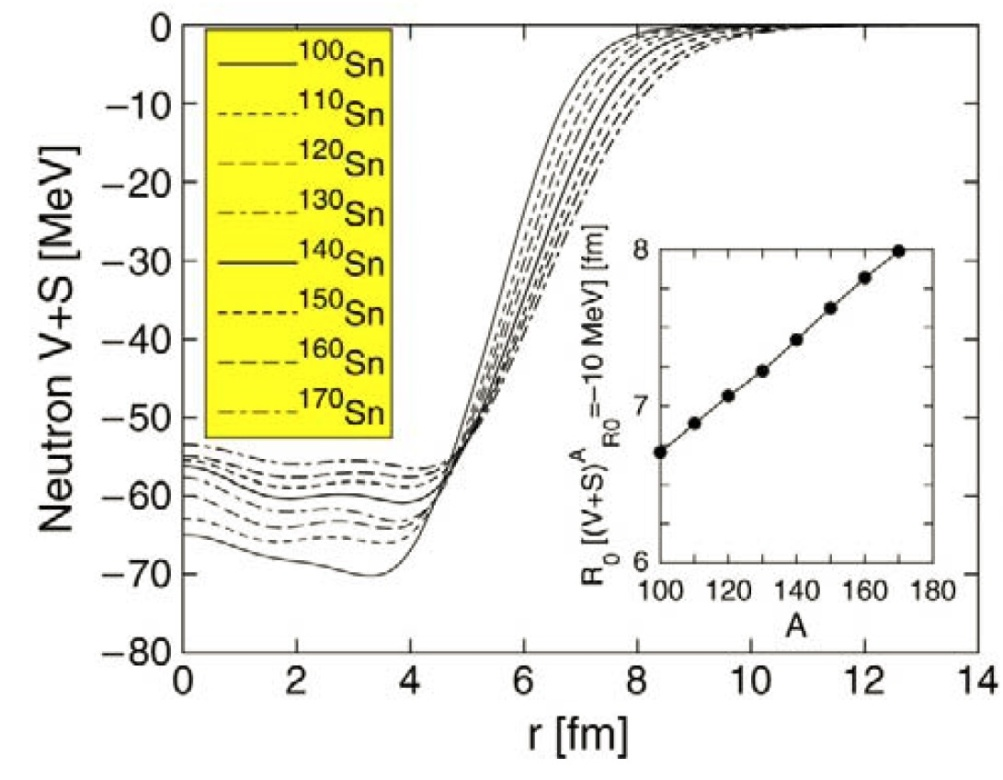 Neutron V+S [MeV]
0
−10
−20
−30
−40
−50
−60
−70
−80
100Sn
110Sn
120Sn
130Sn
140Sn
150Sn
160Sn
170Sn
R0 [(V+S)A R0=−10 MeV] [fm]
8
7
6
100 120 140 160 180
A
0 2 4 6 8 10 12 14
r [fm]